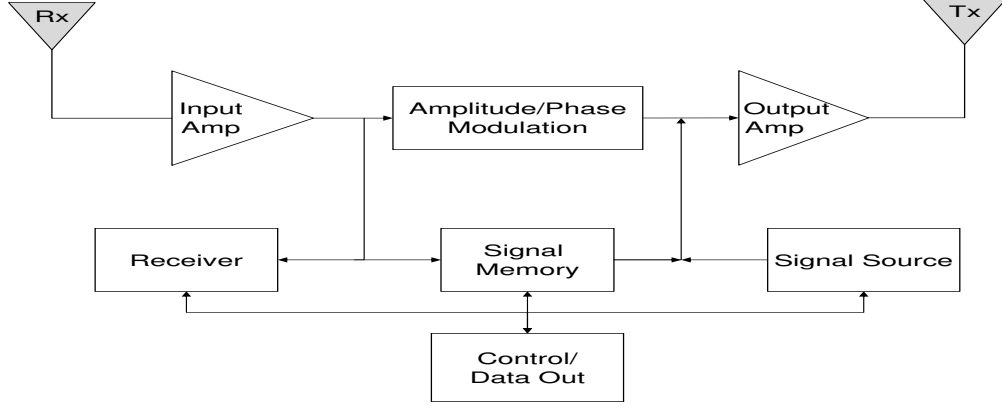 Rx
Tx
Input
Amp
Amplitude/Phase
Modulation
Output
Amp
Receiver
Signal
Memory
Signal Source
Control/
Data Out